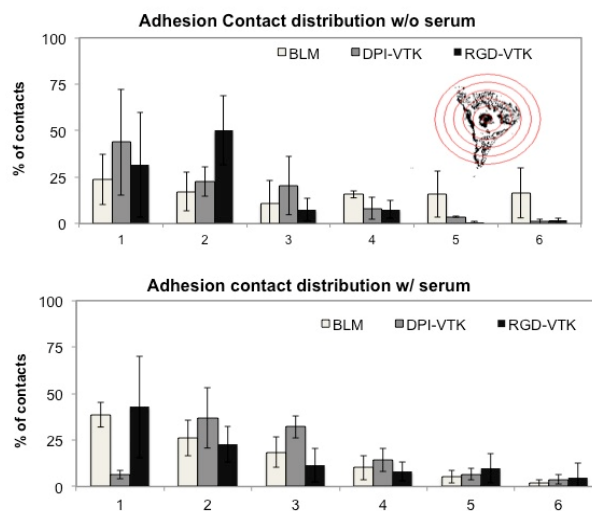 Adhesion Contact distribution w/o serum
100
75
50
25
0
% of contacts
BLM DPI-VTK RGD-VTK
1 2 3 4 5 6
Adhesion contact distribution w/ serum
100
75
50
25
0
% of contacts
BLM DPI-VTK RGD-VTK
1 2 3 4 5 6